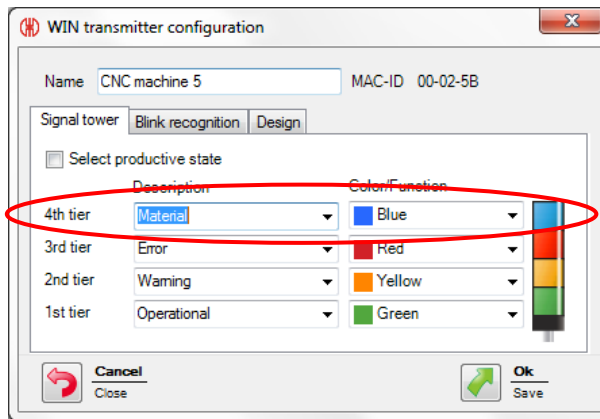 WIN transmitter configuration
Name CNC machine 5 MAC-ID 00-02-5B
Signal tower Blink recognition Design
Select productive state
Description Color/Function
4th tier Material Blue
3rd tier Error Red
2nd tier Warning Yellow
1st tier Operational Green
Cancel Ok
Close Save